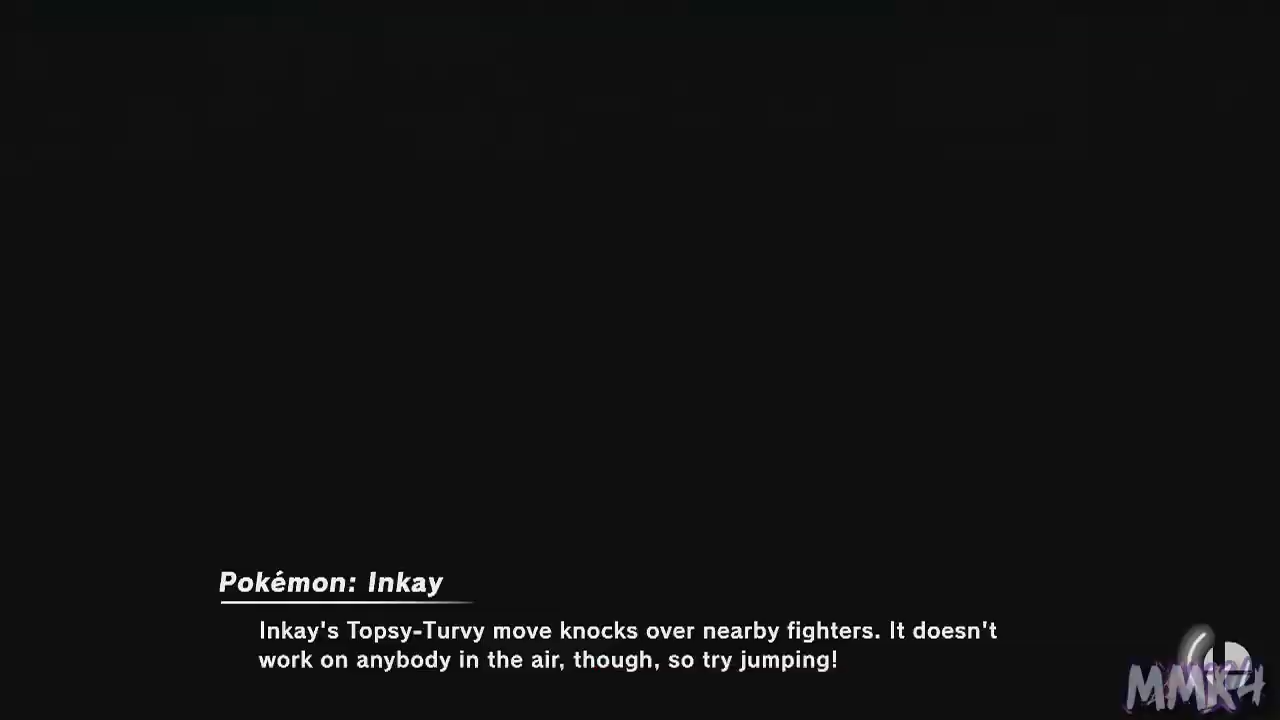 Pokémon: Inkay
Inkay's Topsy-Turvy move knocks over nearby fighters. It doesn't
work on anybody in the air, though, so try jumping!
MMK4